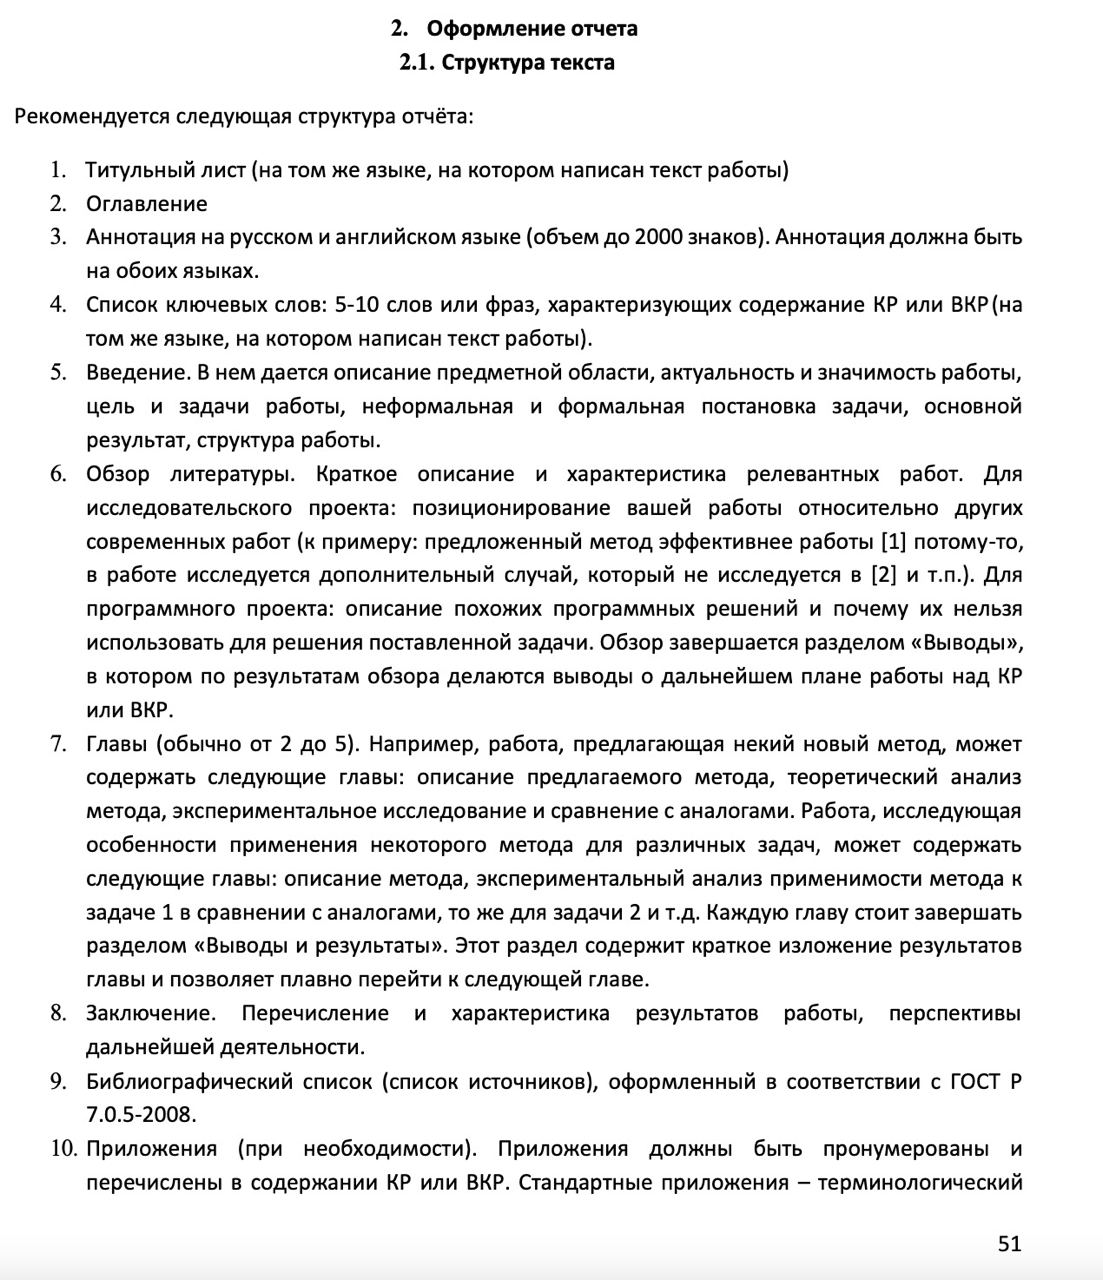 2. Оформление отчета
2.1. Структура текста
Рекомендуется следующая структура отчёта:
1. Титульный лист (на том же языке, на котором написан текст работы)
2. Оглавление
3. Аннотация на русском и английском языке (объем до 2000 знаков). Аннотация должна быть
на обоих языках.
4. Список ключевых слов: 5-10 слов или фраз, характеризующих содержание КР или ВКР (на
том же языке, на котором написан текст работы).
5. Введение. В нем дается описание предметной области, актуальность и значимость работы,
цель и задачи работы, неформальная и формальная постановка задачи, основной
результат, структура работы.
6. Обзор литературы. Краткое описание и характеристика релевантных работ. Для
исследовательского проекта: позиционирование вашей работы относительно других
современных работ (к примеру: предложенный метод эффективнее работы [1] потому-то,
в работе исследуется дополнительный случай, который не исследуется в [2] и т.п.). Для
программного проекта: описание похожих программных решений и почему их нельзя
использовать для решения поставленной задачи. Обзор завершается разделом «Выводы»,
в котором по результатам обзора делаются выводы о дальнейшем плане работы над КР
или ВКР.
7. Главы (обычно от 2 до 5). Например, работа, предлагающая некий новый метод, может
содержать следующие главы: описание предлагаемого метода, теоретический анализ
метода, экспериментальное исследование и сравнение с аналогами. Работа, исследующая
особенности применения некоторого метода для различных задач, может содержать
следующие главы: описание метода, экспериментальный анализ применимости метода к
задаче 1 в сравнении с аналогами, то же для задачи 2 и т.д. Каждую главу стоит завершать
разделом «Выводы и результаты». Этот раздел содержит краткое изложение результатов
главы и позволяет плавно перейти к следующей главе.
8. Заключение. Перечисление и характеристика результатов работы, перспективы
дальнейшей деятельности.
9. Библиографический список (список источников), оформленный в соответствии с ГОСТ Р
7.0.5-2008.
10. Приложения (при необходимости). Приложения должны быть пронумерованы и
перечислены в содержании КР или ВКР. Стандартные приложения – терминологический
51